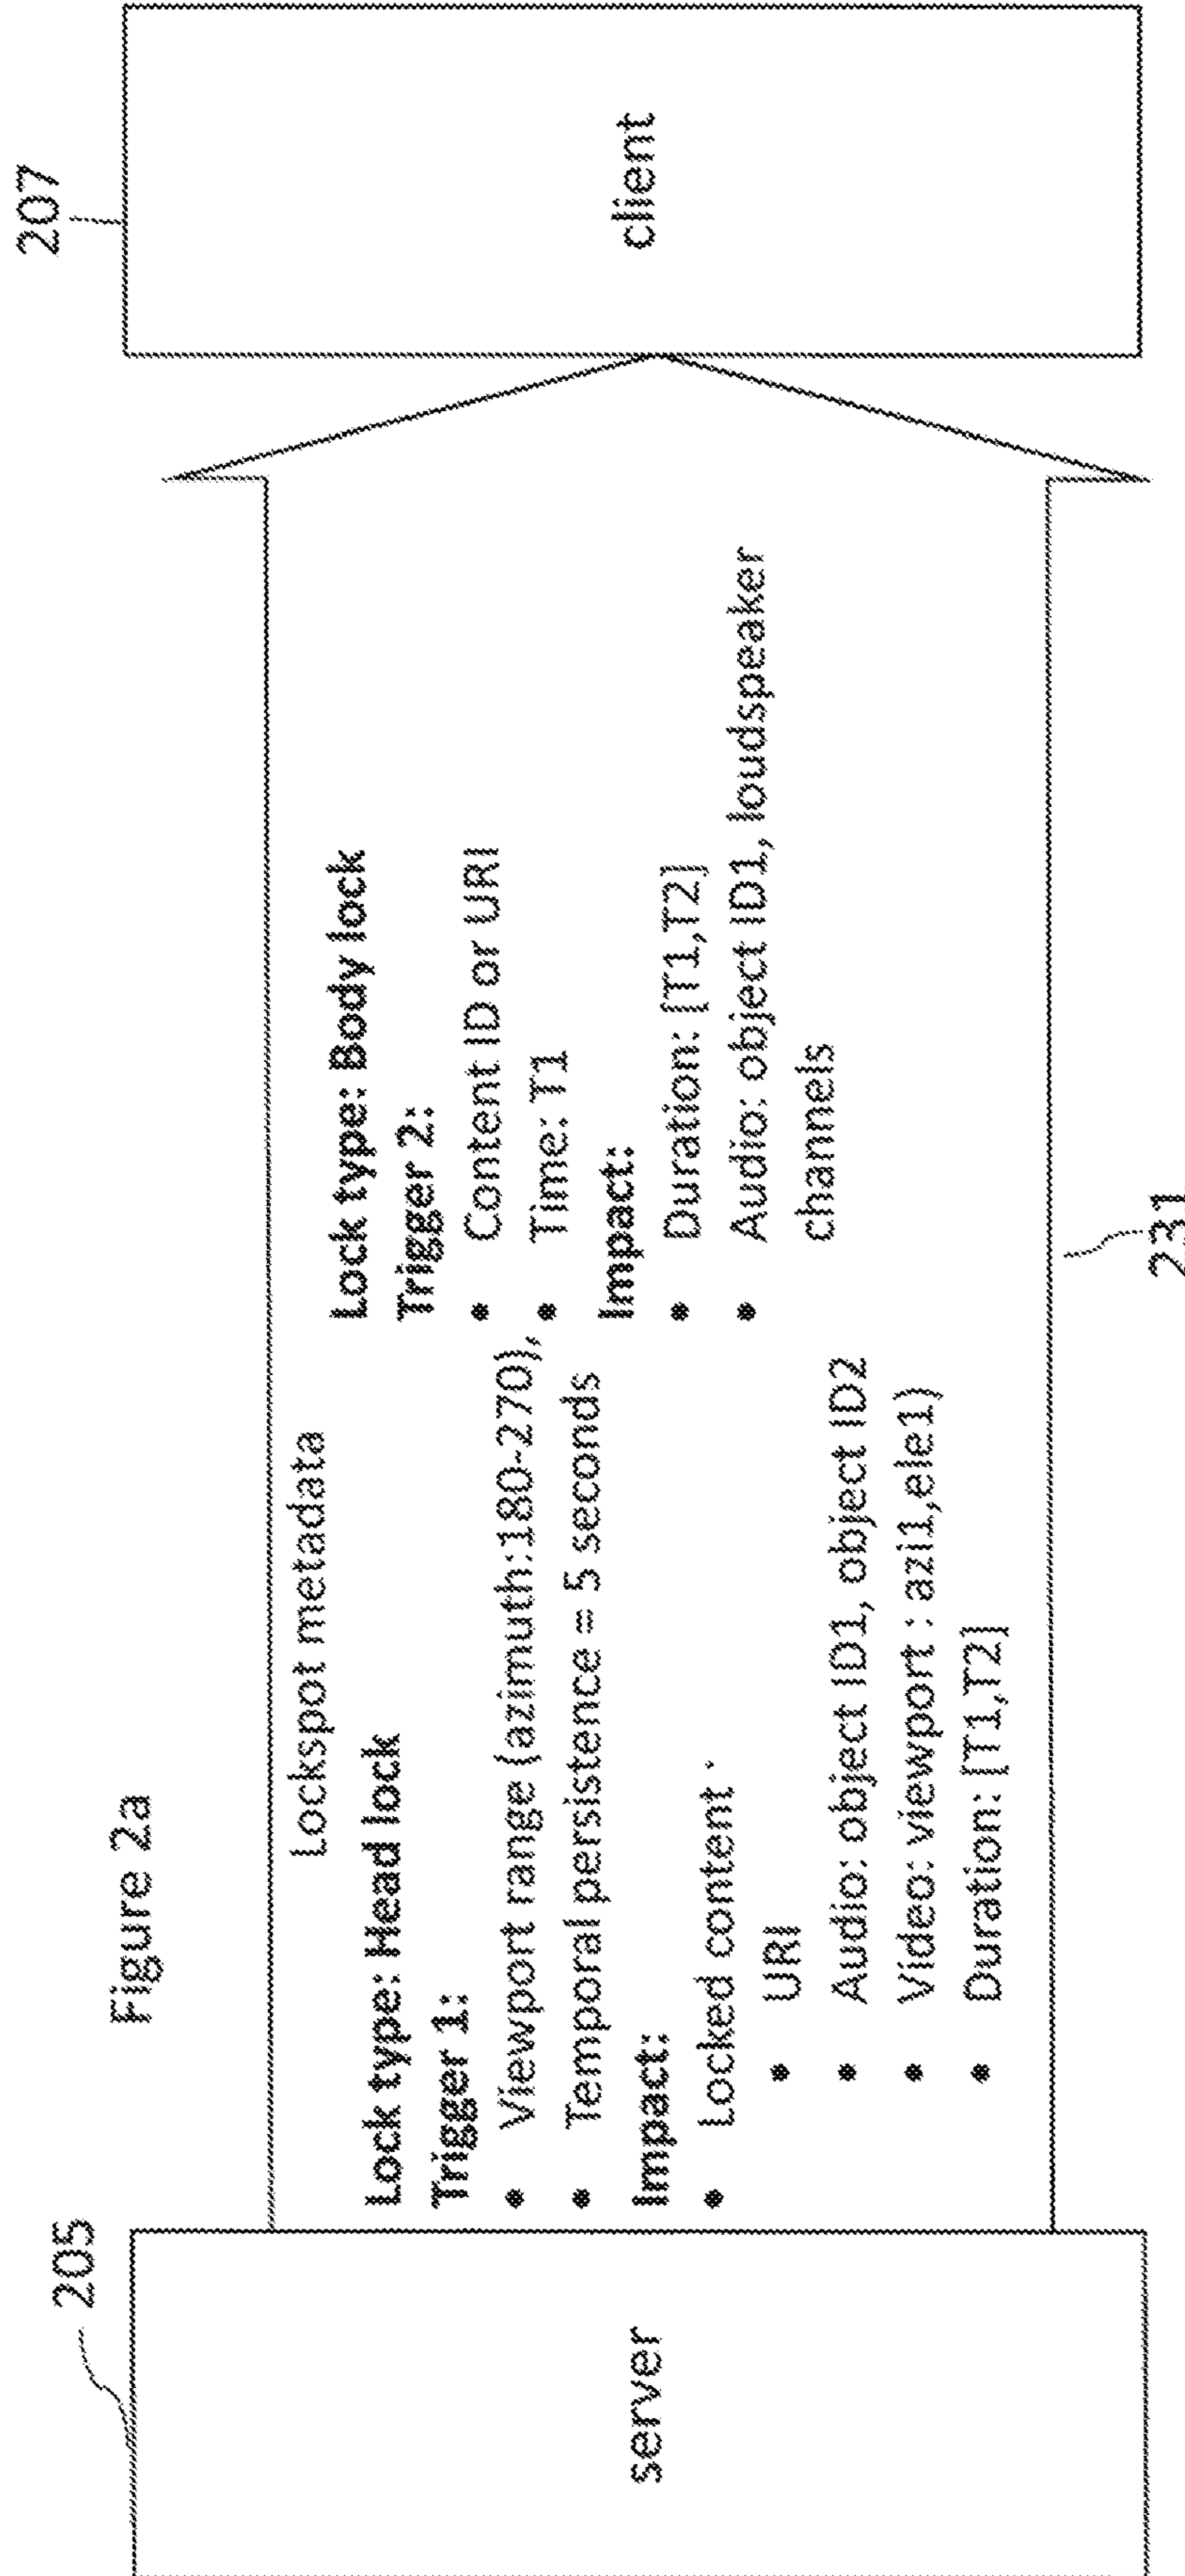 Figure 2a
205
server
Lockspot metadata
Lock type: Head lock
Trigger 1:
• Viewport range (azimuth:180-270),
• Temporal persistence = 5 seconds
Impact:
• Locked content
• URI
• Audio: object ID1, object ID2
• Video: viewport : azi1,ele1)
• Duration: [T1,T2]
Lock type: Body lock
Trigger 2:
• Content ID or URI
• Time: T1
Impact:
• Duration: [T1,T2]
• Audio: object ID1, loudspeaker
channels
231
207
client